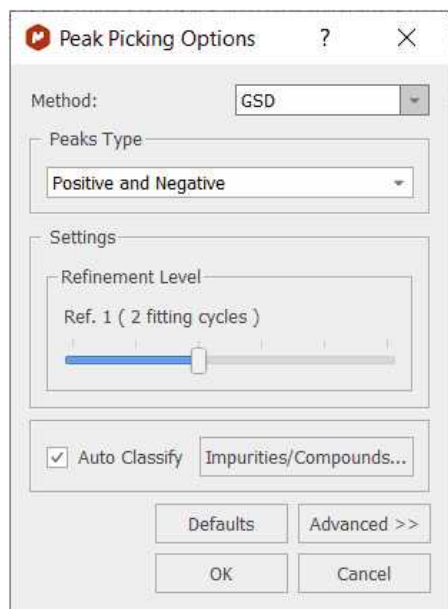 Peak Picking Options ?
Method: GSD
Peaks Type
Positive and Negative
Settings
Refinement Level
Ref. 1 ( 2 fitting cycles )
Auto Classify Impurities/Compounds...
Defaults Advanced >>
OK Cancel